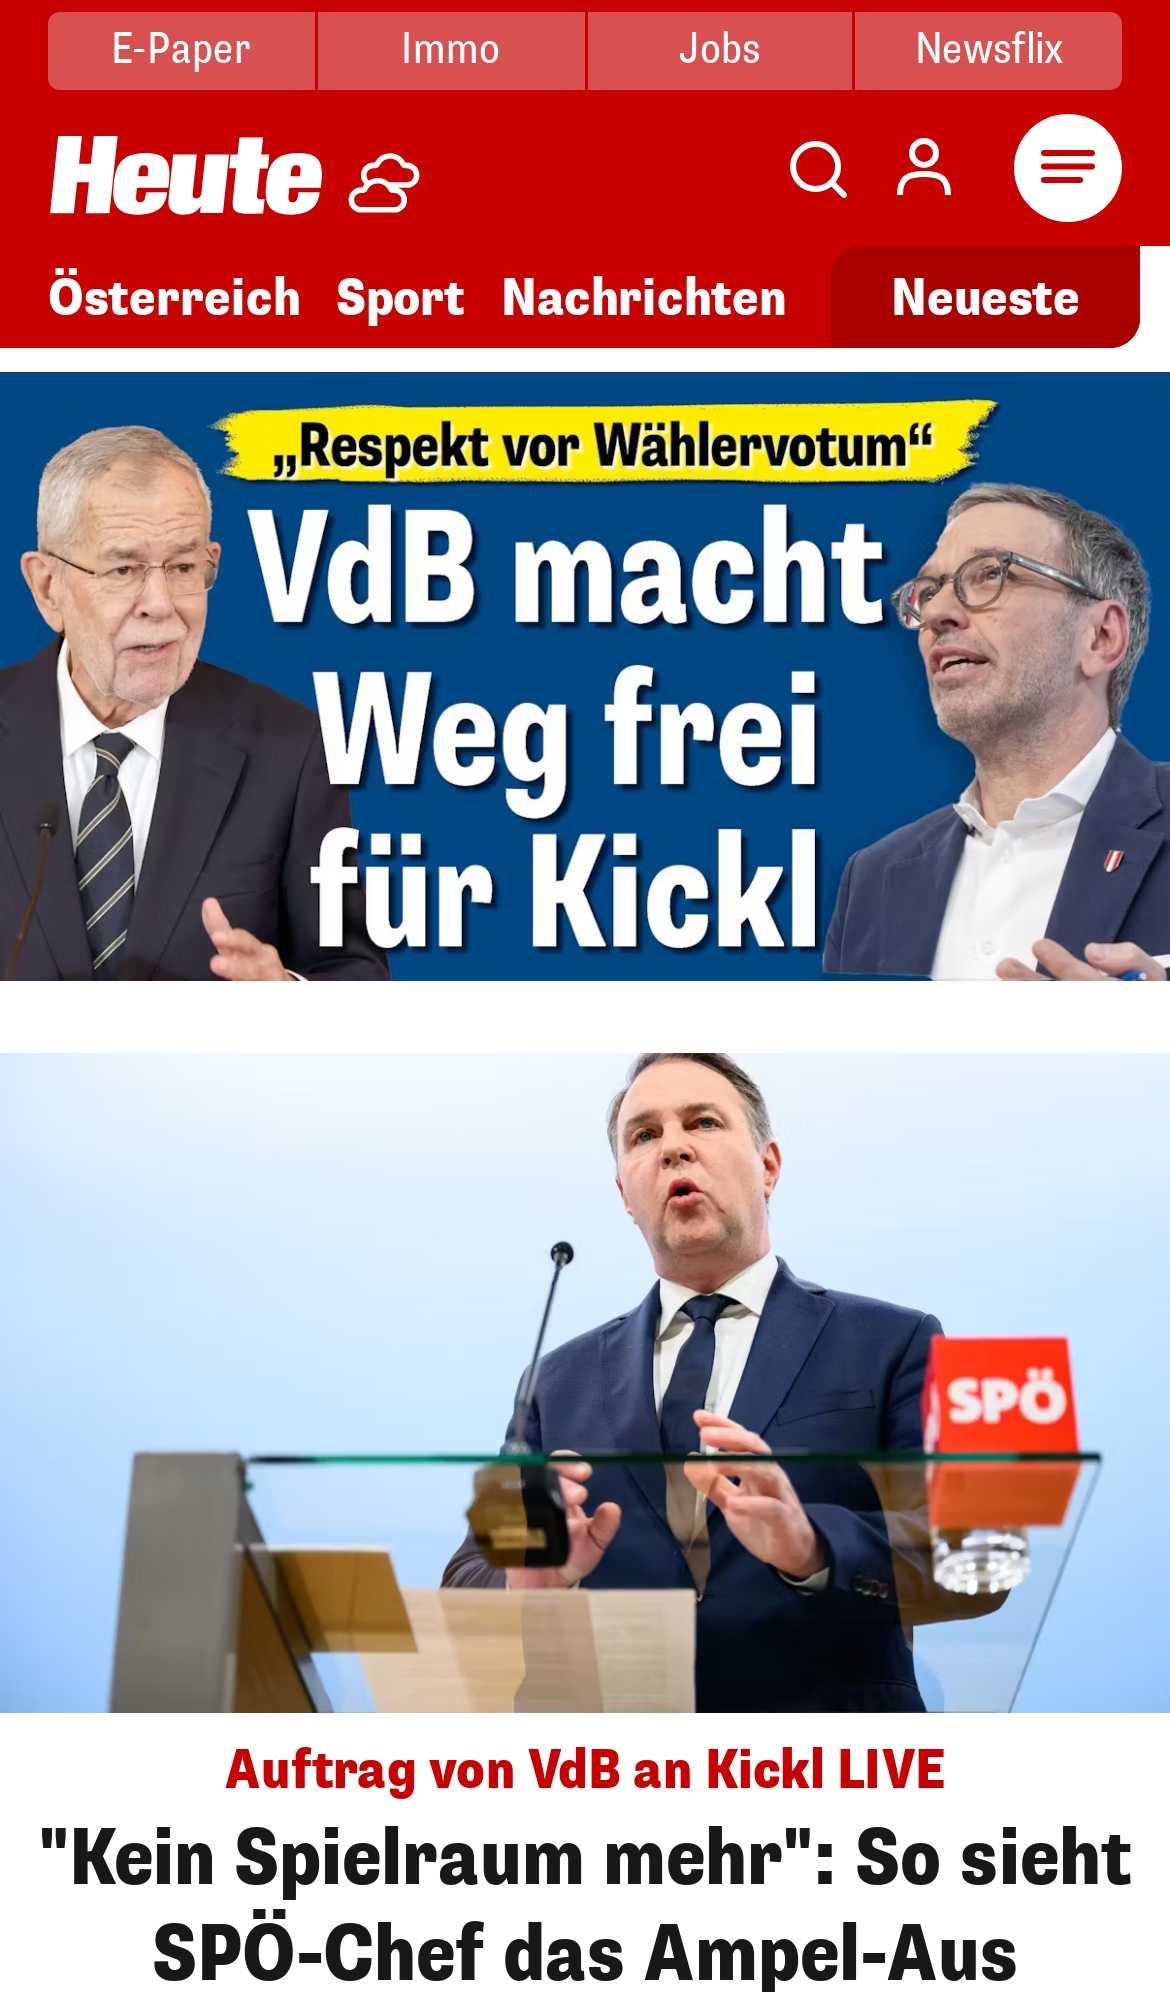 E-Paper
Immo
Jobs
Newsflix
Heute
Österreich
Sport
Nachrichten
Neueste
„Respekt vor Wählervotum“
VdB macht
Weg frei
für Kickl
SPÖ
Auftrag von VdB an Kickl LIVE
"Kein Spielraum mehr": So sieht
SPÖ-Chef das Ampel-Aus